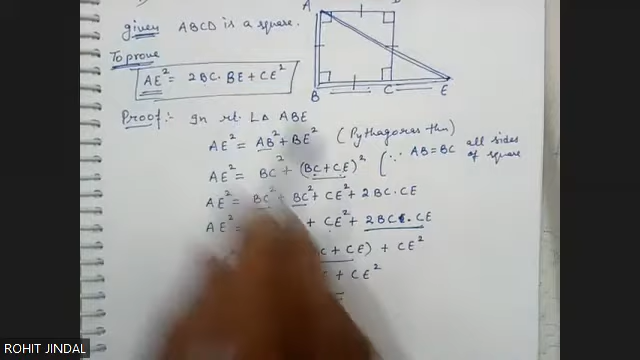 given ABCD is a square.
A
To prove
AE² = 2BC·BE + CE²
B C E
Proof :- In rt. L∆ ABE
AE² = AB² + BE² (Pythagoras thm)
AE² = BC² + (BC + CE)² (∵ AB = BC all sides of square
AE² = BC² + BC² + CE² + 2BC·CE
AE² = + CE² + 2BC·CE
C + CE) + CE²
+ CE²
ROHIT JINDAL